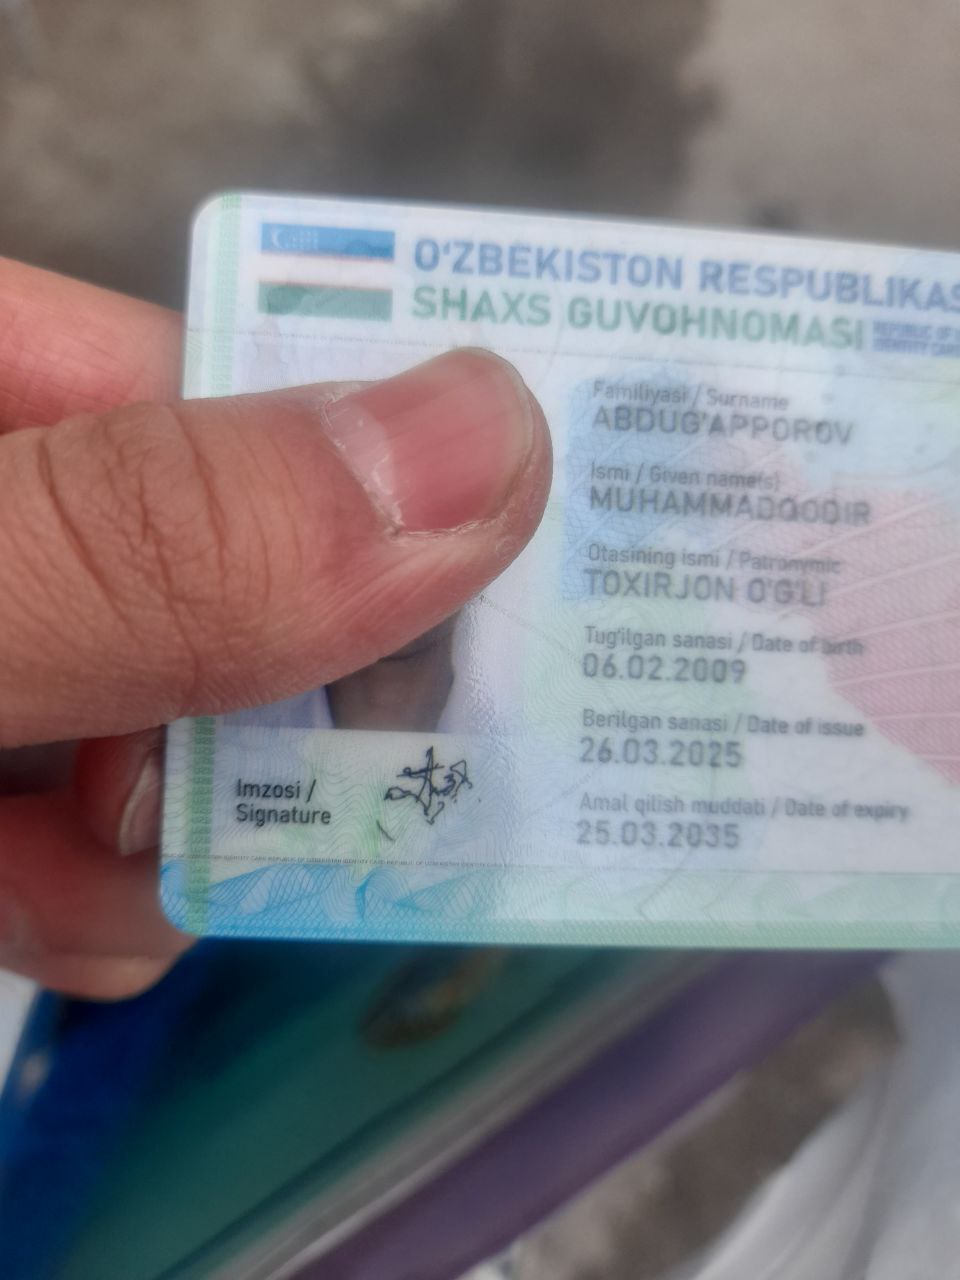 O'ZBEKISTON RESPUBLIKAS
SHAXS GUVOHNOMASI
Familiyasi / Surname
ABDUG'APPOROV
Ismi / Given name(s)
MUHAMMADQODIR
Otasining ismi / Patronymic
TOXIRJON O'G'LI
Tug'ilgan sanasi / Date of birth
06.02.2009
Berilgan sanasi / Date of issue
26.03.2025
Amal qilish muddati / Date of expiry
25.03.2035
Imzosi /
Signature